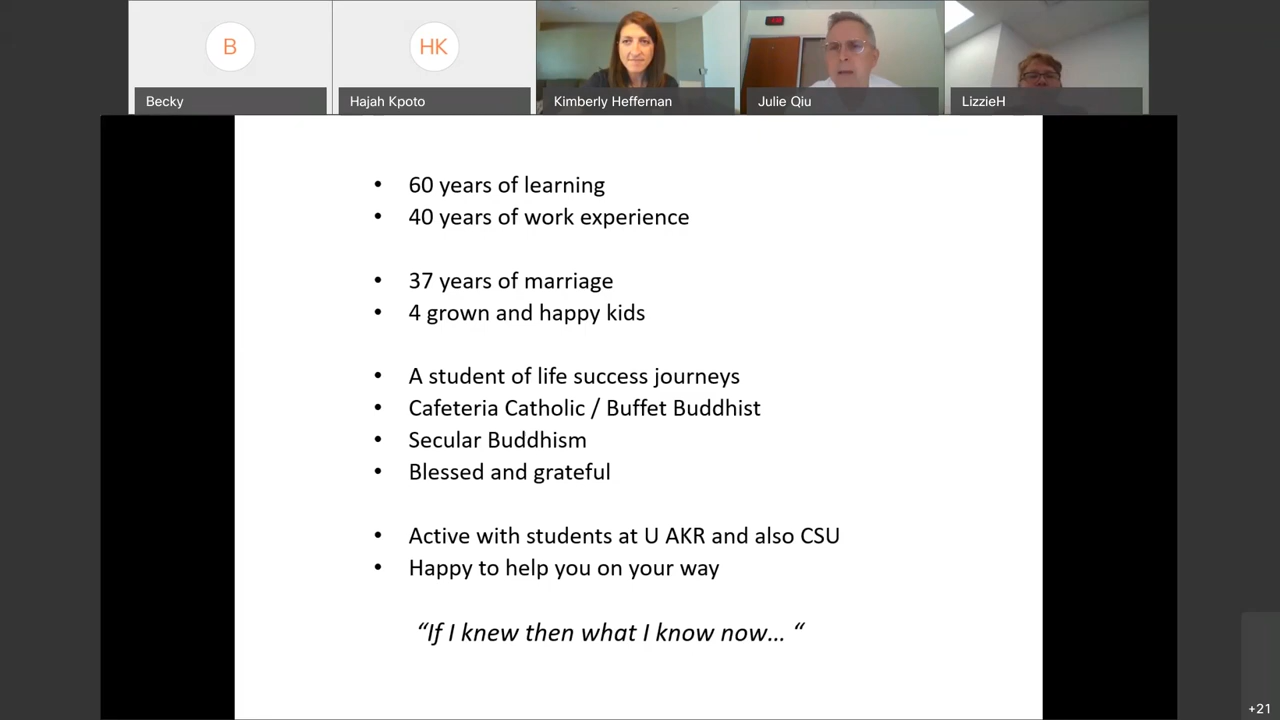 B
HK
Becky
Hajah Kpoto
Kimberly Heffernan
Julie Qiu
LizzieH
• 60 years of learning
• 40 years of work experience
• 37 years of marriage
• 4 grown and happy kids
• A student of life success journeys
• Cafeteria Catholic / Buffet Buddhist
• Secular Buddhism
• Blessed and grateful
• Active with students at U AKR and also CSU
• Happy to help you on your way
“If I knew then what I know now… “
+21